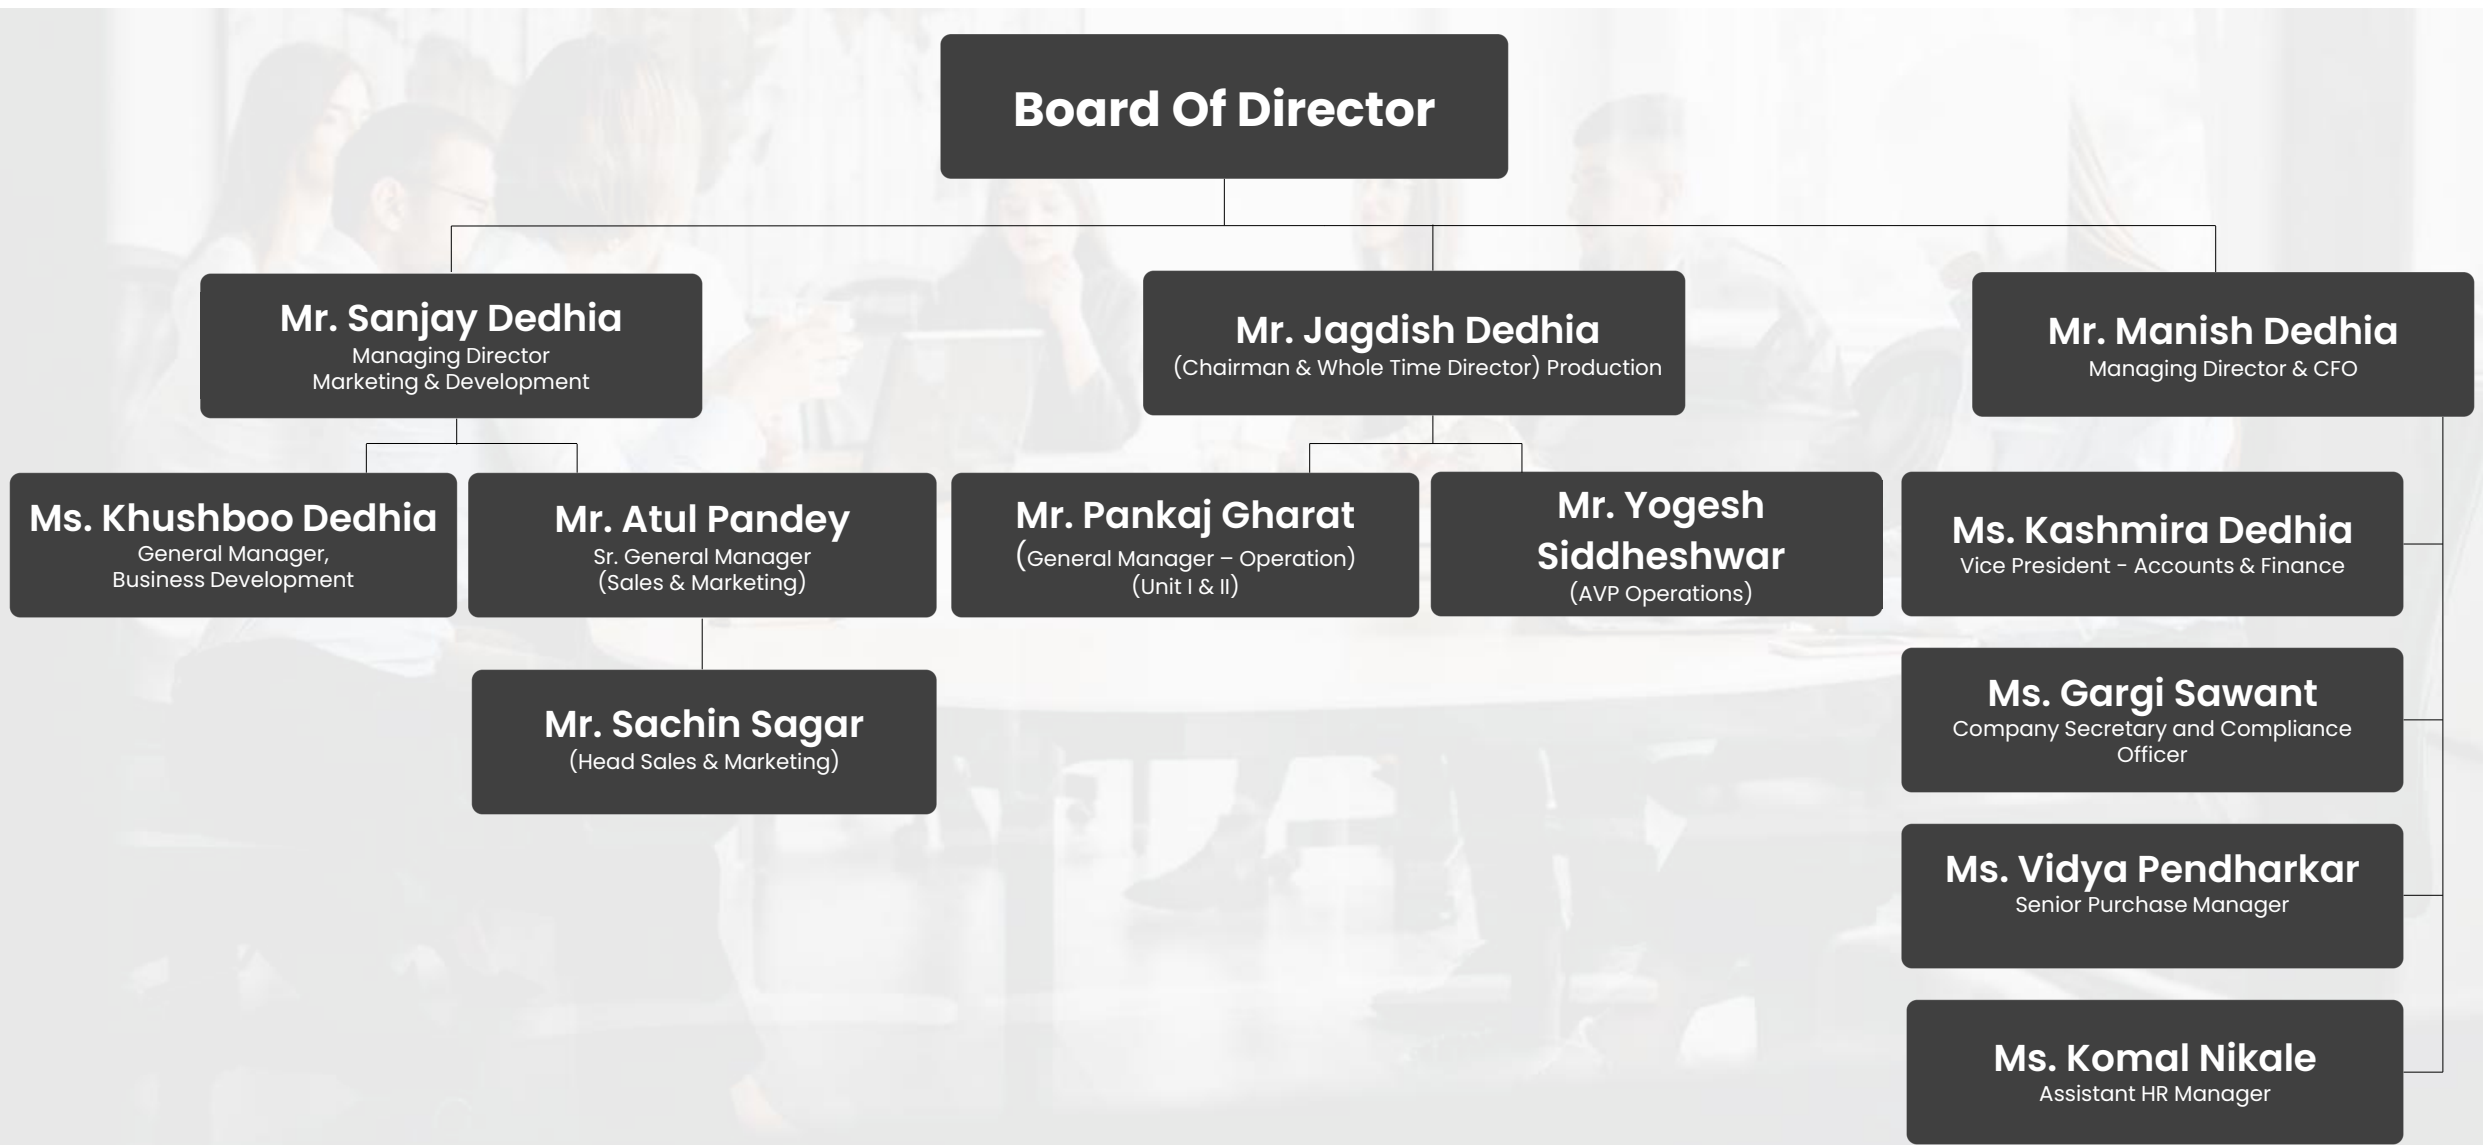 Board Of Director
Mr. Sanjay Dedhia
Managing Director
Marketing & Development
Mr. Jagdish Dedhia
(Chairman & Whole Time Director) Production
Mr. Manish Dedhia
Managing Director & CFO
Ms. Khushboo Dedhia
General Manager,
Business Development
Mr. Atul Pandey
Sr. General Manager
(Sales & Marketing)
Mr. Pankaj Gharat
(General Manager – Operation)
(Unit I & II)
Mr. Yogesh
Siddheshwar
(AVP Operations)
Ms. Kashmira Dedhia
Vice President - Accounts & Finance
Mr. Sachin Sagar
(Head Sales & Marketing)
Ms. Gargi Sawant
Company Secretary and Compliance
Officer
Ms. Vidya Pendharkar
Senior Purchase Manager
Ms. Komal Nikale
Assistant HR Manager